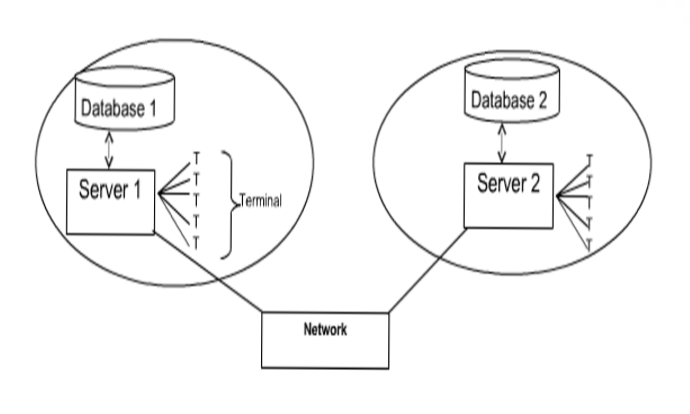 Database 1
Server 1
T
T
T
T
T
Terminal
Database 2
Server 2
T
T
T
T
T
Network